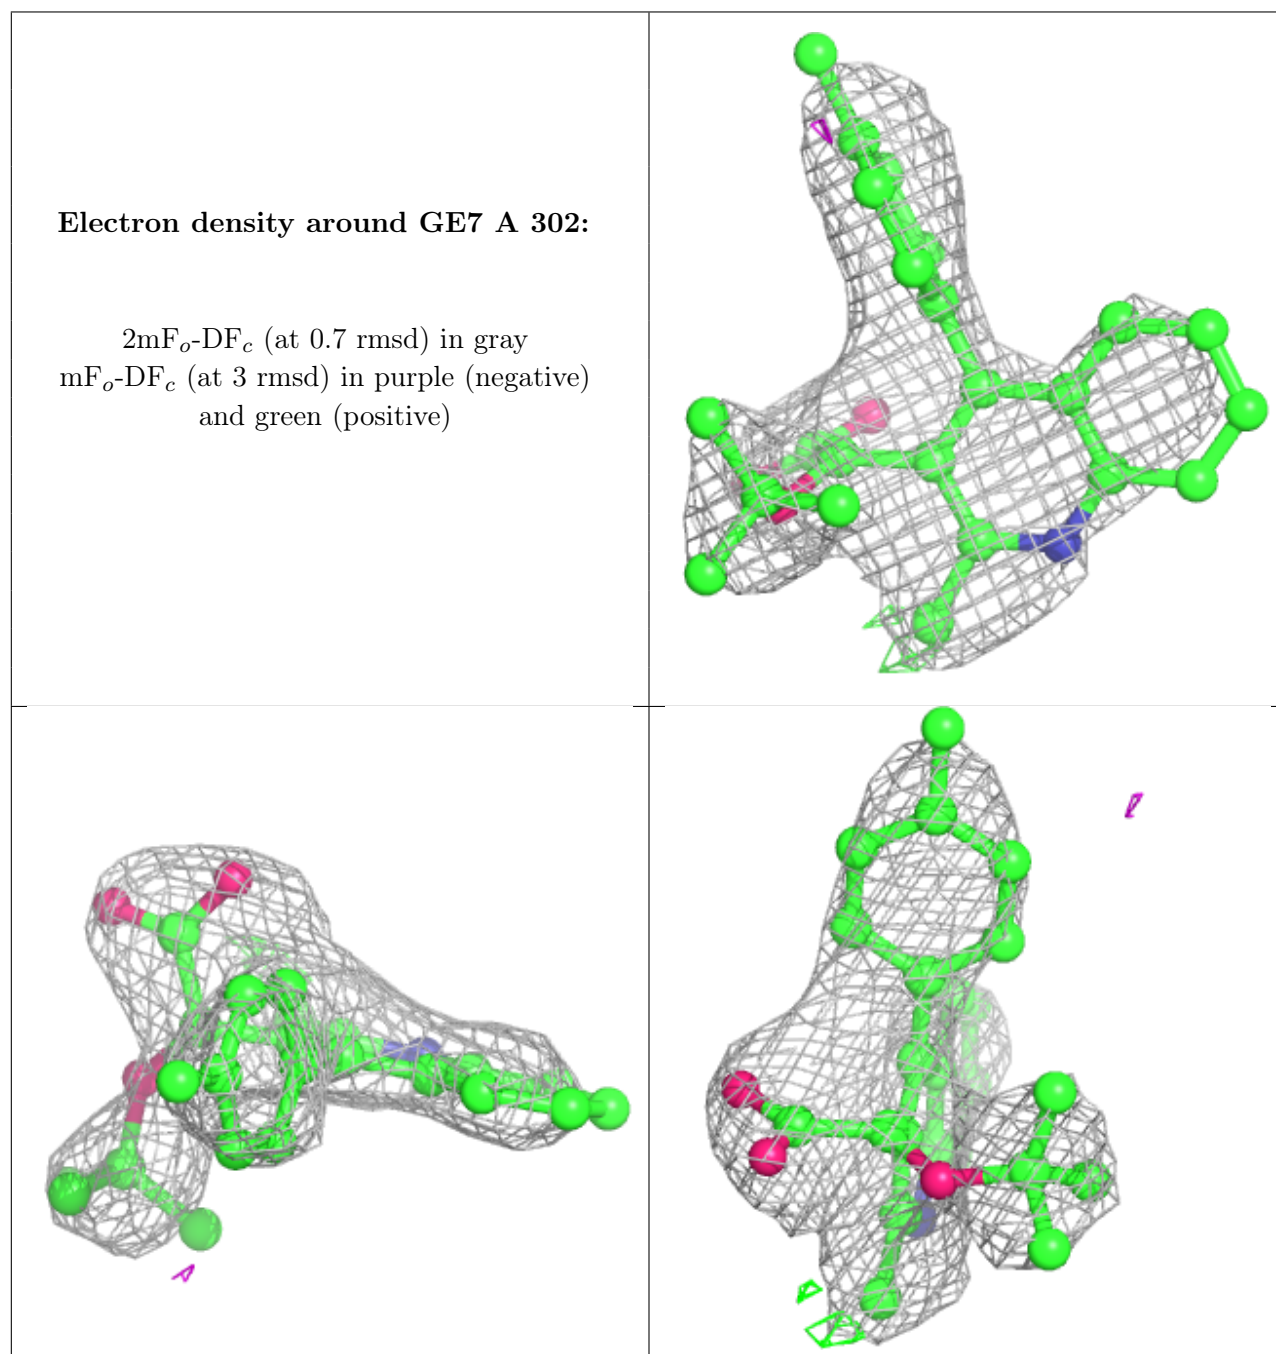 Electron density around GE7 A 302:
2mFo-DFc (at 0.7 rmsd) in gray
mFo-DFc (at 3 rmsd) in purple (negative)
and green (positive)